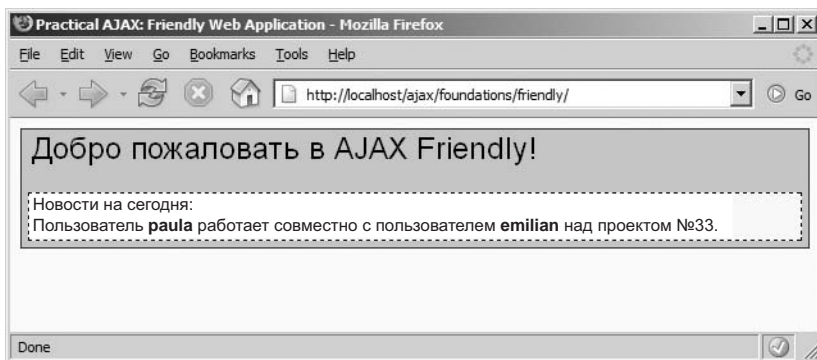 Practical AJAX: Friendly Web Application - Mozilla Firefox
File Edit View Go Bookmarks Tools Help
http://localhost/ajax/foundations/friendly/ Go
Добро пожаловать в AJAX Friendly!
Новости на сегодня:
Пользователь paula работает совместно с пользователем emilian над проектом №33.
Done